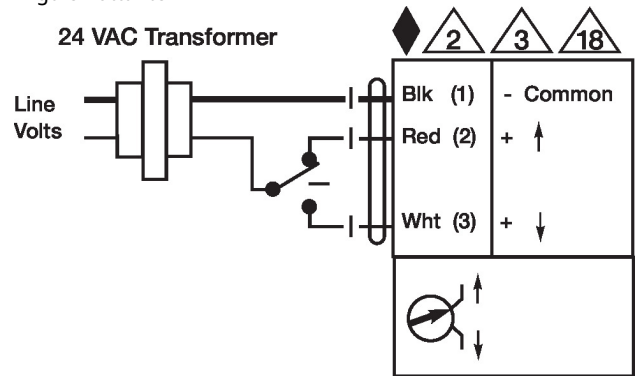 24 VAC Transformer
2 3 18
Line
Volts
Blk (1) - Common
Red (2) + ↑
Wht (3) + ↓